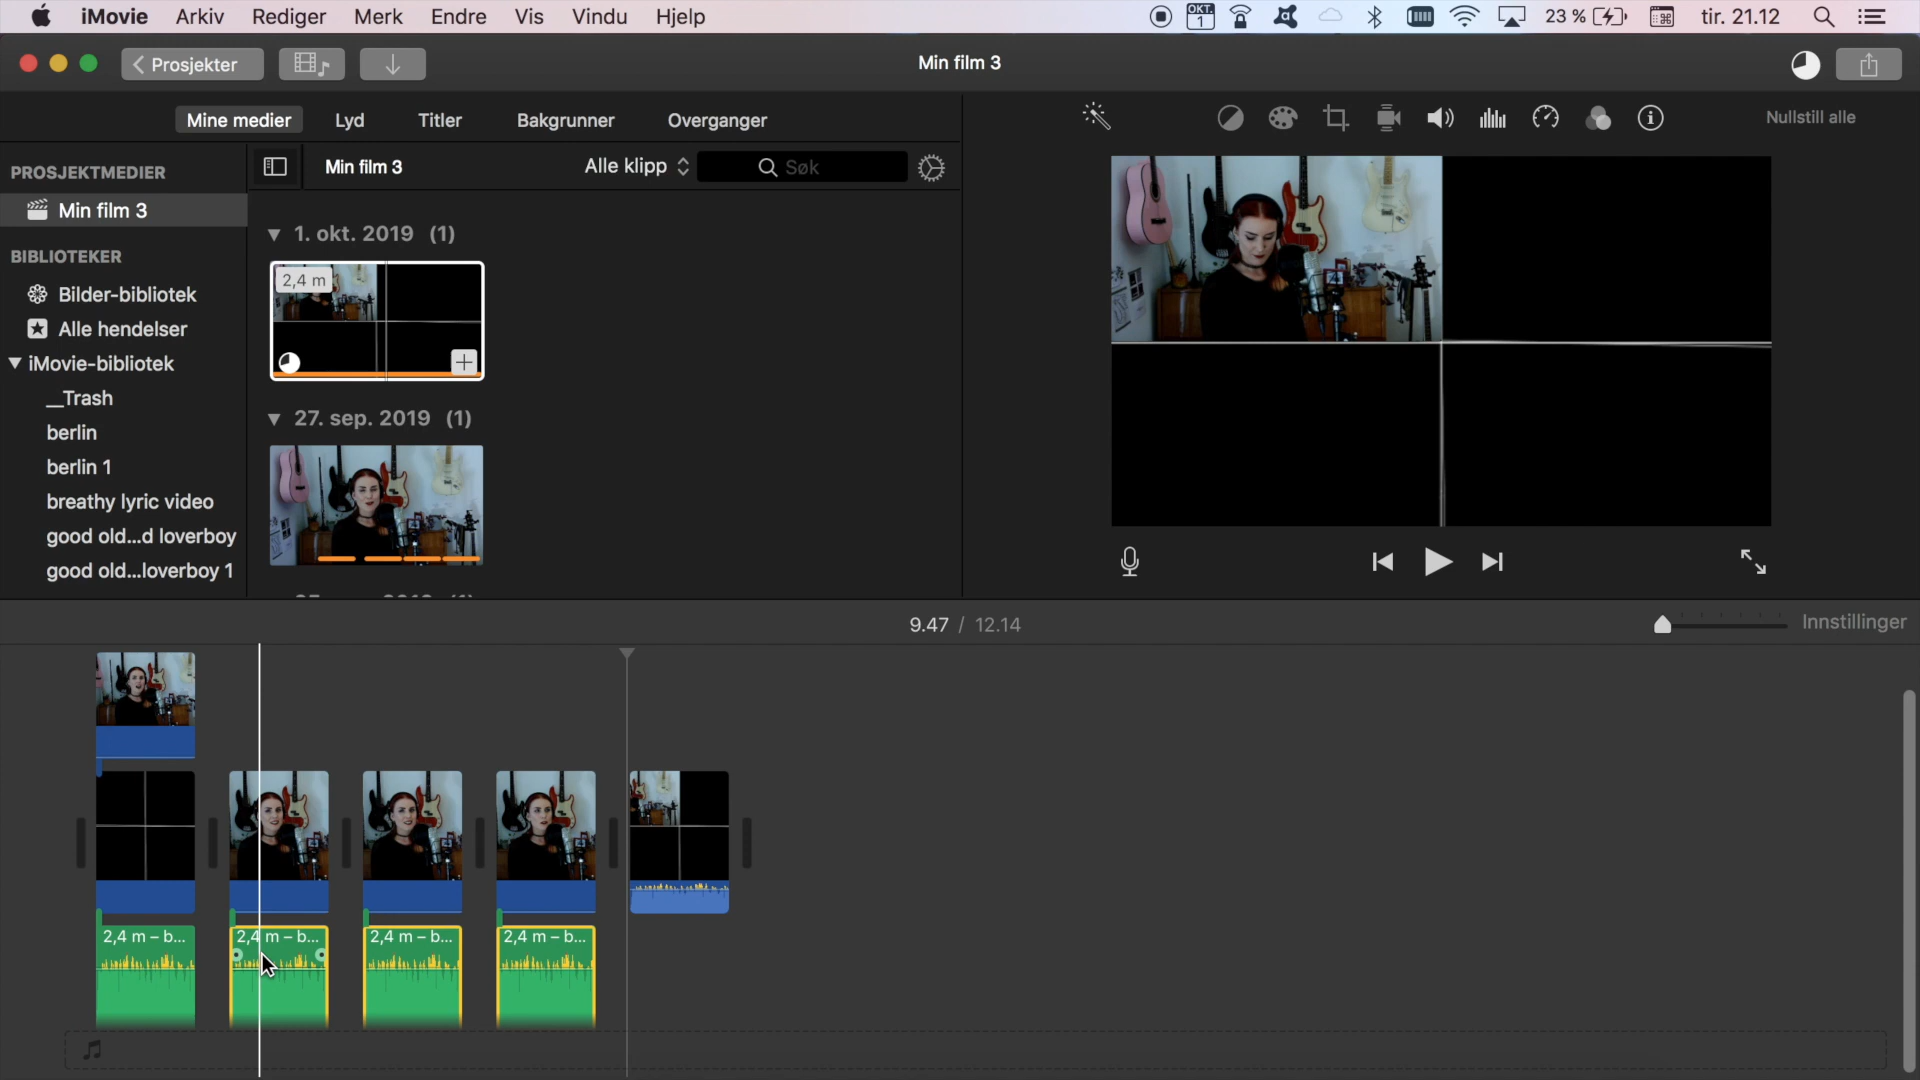 iMovie Arkiv Rediger Merk Endre Vis Vindu Hjelp OKT. 1 23 % tir. 21.12
Prosjekter Min film 3
Mine medier Lyd Titler Bakgrunner Overganger Nullstill alle
PROSJEKTMEDIER Min film 3 Alle klipp Søk
Min film 3
BIBLIOTEKER
Bilder-bibliotek
Alle hendelser
iMovie-bibliotek
__Trash
berlin
berlin 1
breathy lyric video
good old...d loverboy
good old...loverboy 1
1. okt. 2019 (1)
2,4 m
27. sep. 2019 (1)
9.47 / 12.14 Innstillinger
2,4 m – b... 2,4 m – b... 2,4 m – b... 2,4 m – b...